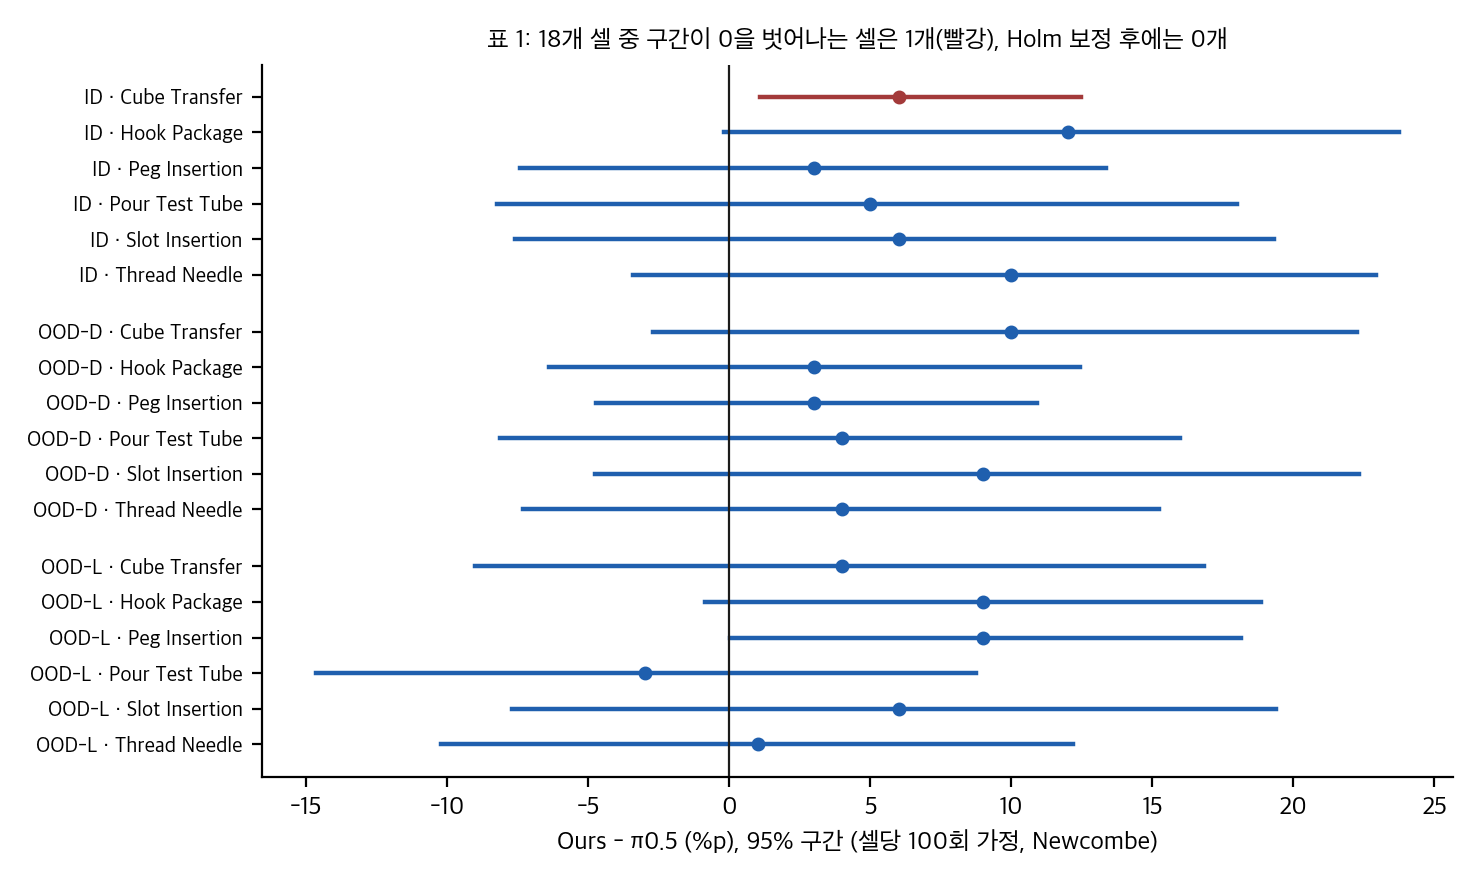 표 1: 18개 셀 중 구간이 0을 벗어나는 셀은 1개(빨강), Holm 보정 후에는 0개
ID · Cube Transfer
ID · Hook Package
ID · Peg Insertion
ID · Pour Test Tube
ID · Slot Insertion
ID · Thread Needle
OOD-D · Cube Transfer
OOD-D · Hook Package
OOD-D · Peg Insertion
OOD-D · Pour Test Tube
OOD-D · Slot Insertion
OOD-D · Thread Needle
OOD-L · Cube Transfer
OOD-L · Hook Package
OOD-L · Peg Insertion
OOD-L · Pour Test Tube
OOD-L · Slot Insertion
OOD-L · Thread Needle
-15 -10 -5 0 5 10 15 20 25
Ours - π0.5 (%p), 95% 구간 (셀당 100회 가정, Newcombe)